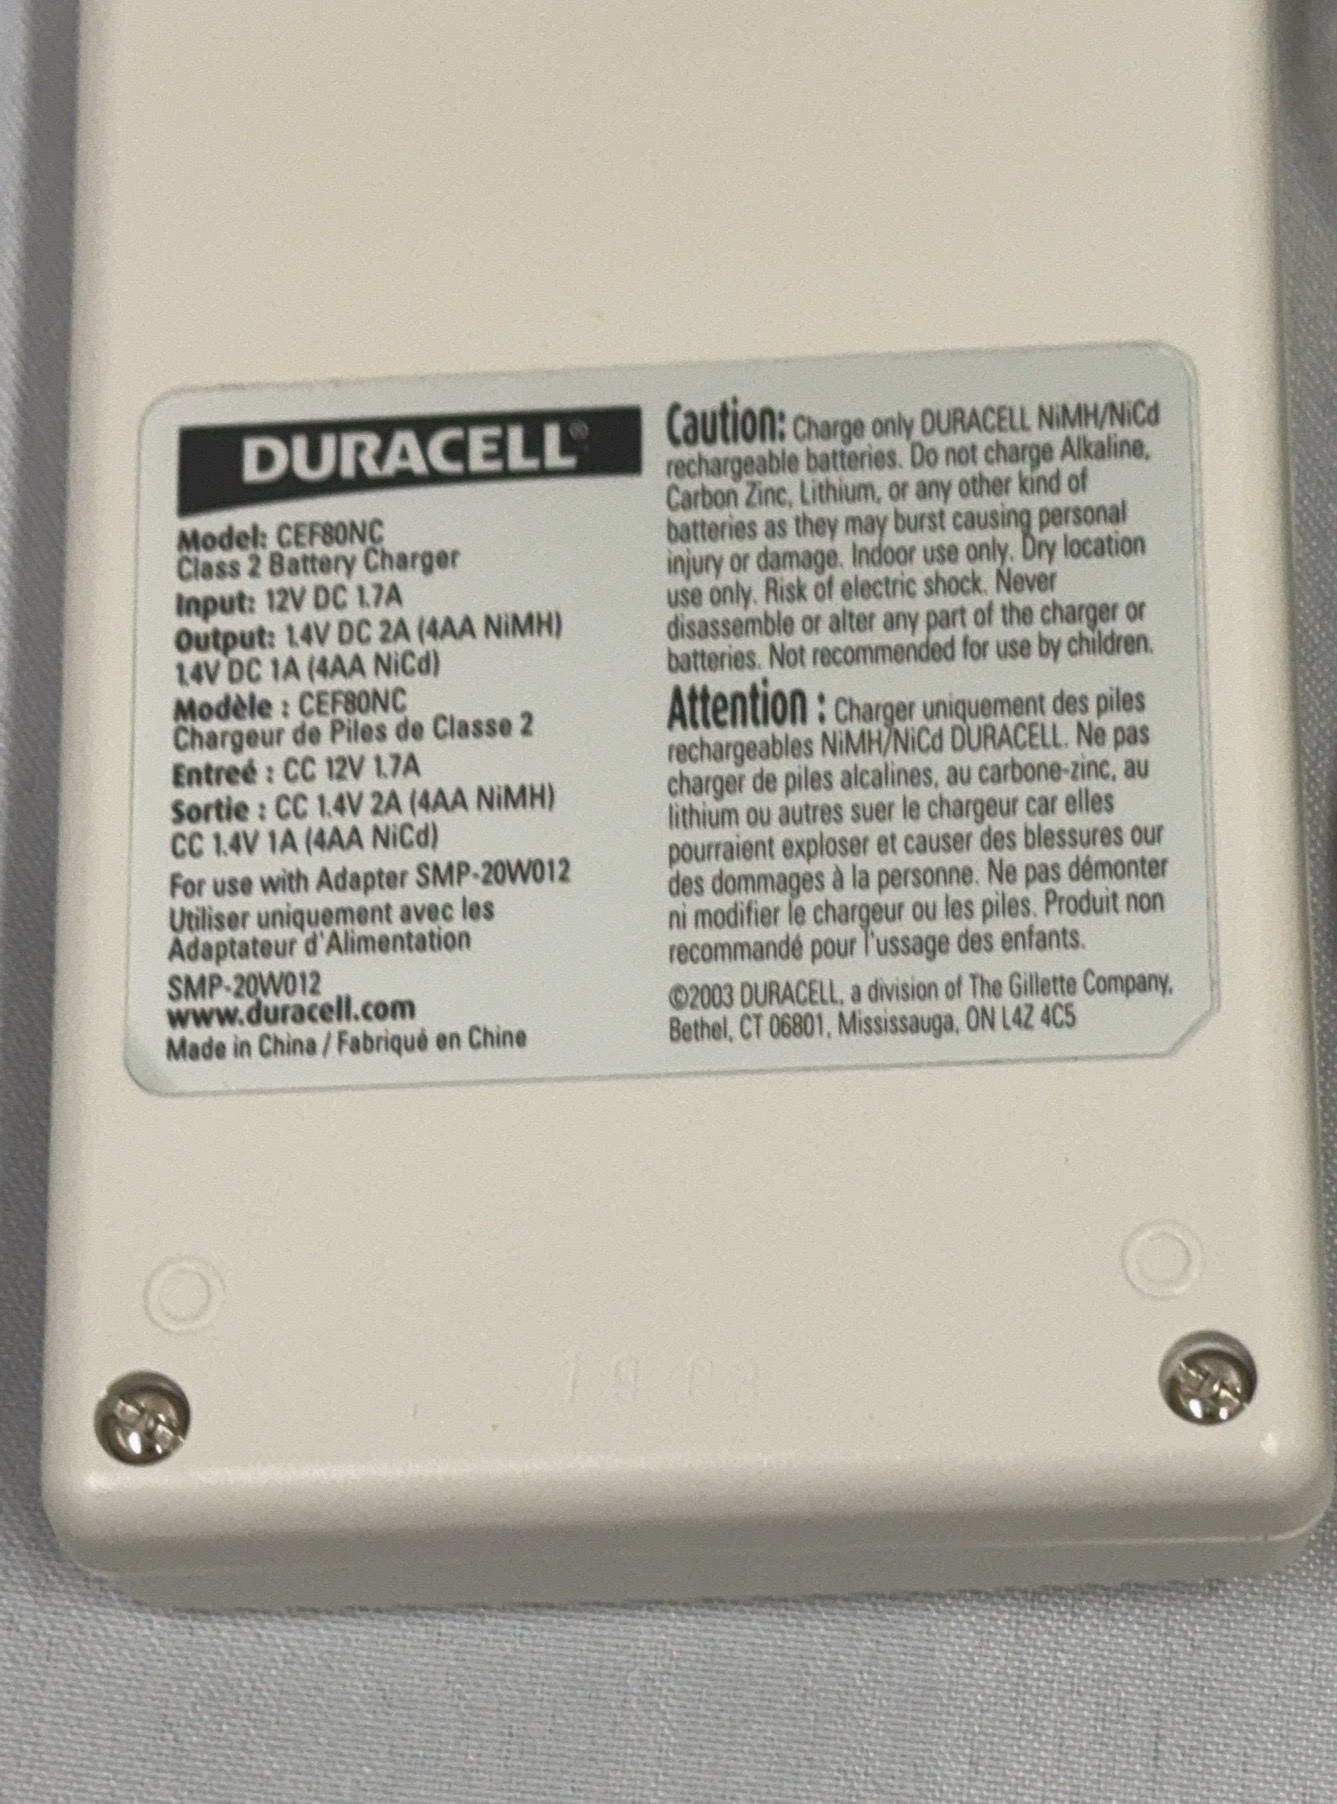 DURACELL®
Model: CEF80NC
Class 2 Battery Charger
Input: 12V DC 1.7A
Output: 1.4V DC 2A (4AA NiMH)
1.4V DC 1A (4AA NiCd)
Modèle : CEF80NC
Chargeur de Piles de Classe 2
Entreé : CC 12V 1.7A
Sortie : CC 1.4V 2A (4AA NiMH)
CC 1.4V 1A (4AA NiCd)
For use with Adapter SMP-20W012
Utiliser uniquement avec les
Adaptateur d'Alimentation
SMP-20W012
www.duracell.com
Made in China / Fabriqué en Chine
Caution: Charge only DURACELL NiMH/NiCd
rechargeable batteries. Do not charge Alkaline,
Carbon Zinc, Lithium, or any other kind of
batteries as they may burst causing personal
injury or damage. Indoor use only. Dry location
use only. Risk of electric shock. Never
disassemble or alter any part of the charger or
batteries. Not recommended for use by children.
Attention : Charger uniquement des piles
rechargeables NiMH/NiCd DURACELL. Ne pas
charger de piles alcalines, au carbone-zinc, au
lithium ou autres suer le chargeur car elles
pourraient exploser et causer des blessures our
des dommages à la personne. Ne pas démonter
ni modifier le chargeur ou les piles. Produit non
recommandé pour l'ussage des enfants.
©2003 DURACELL, a division of The Gillette Company,
Bethel, CT 06801, Mississauga, ON L4Z 4C5